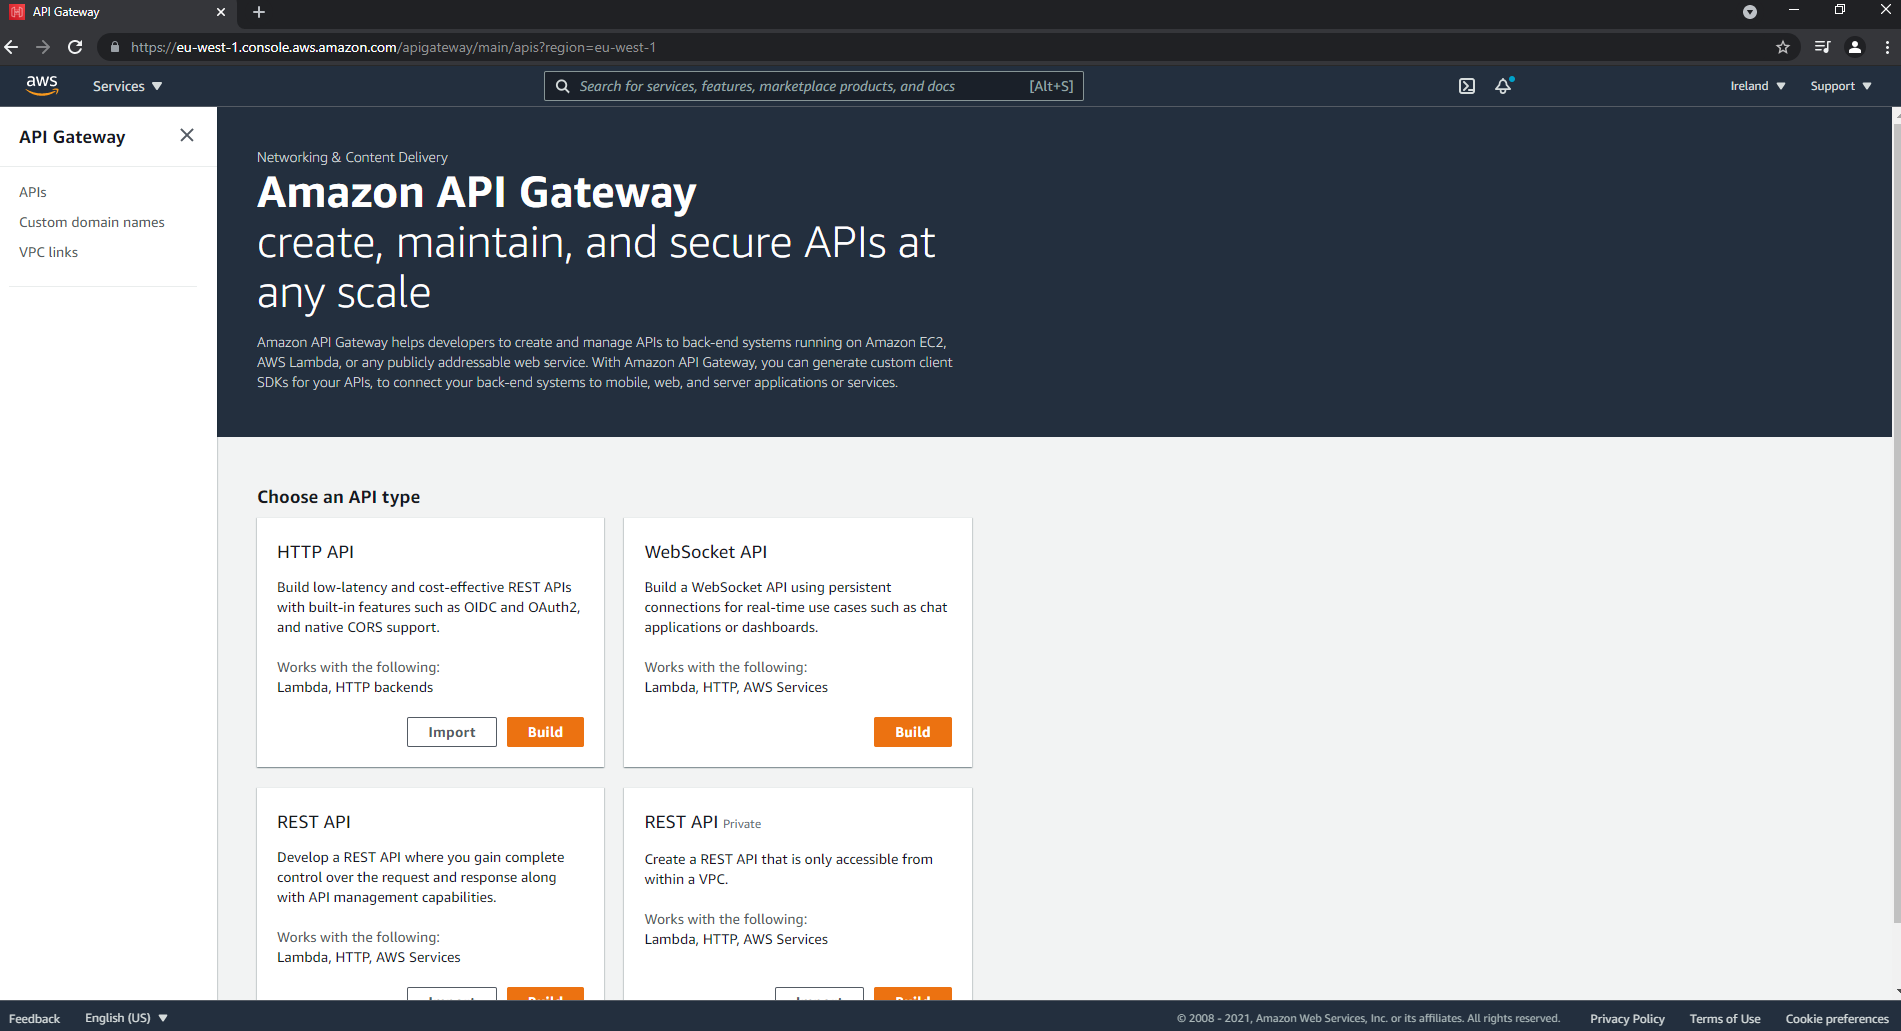 API Gateway
https://eu-west-1.console.aws.amazon.com/apigateway/main/apis?region=eu-west-1
aws
Services
Search for services, features, marketplace products, and docs
[Alt+S]
Ireland
Support
API Gateway
APIs
Custom domain names
VPC links
Networking & Content Delivery
Amazon API Gateway
create, maintain, and secure APIs at
any scale
Amazon API Gateway helps developers to create and manage APIs to back-end systems running on Amazon EC2,
AWS Lambda, or any publicly addressable web service. With Amazon API Gateway, you can generate custom client
SDKs for your APIs, to connect your back-end systems to mobile, web, and server applications or services.
Choose an API type
HTTP API
Build low-latency and cost-effective REST APIs
with built-in features such as OIDC and OAuth2,
and native CORS support.
Works with the following:
Lambda, HTTP backends
Import
Build
WebSocket API
Build a WebSocket API using persistent
connections for real-time use cases such as chat
applications or dashboards.
Works with the following:
Lambda, HTTP, AWS Services
Build
REST API
Develop a REST API where you gain complete
control over the request and response along
with API management capabilities.
Works with the following:
Lambda, HTTP, AWS Services
Import
Build
REST API Private
Create a REST API that is only accessible from
within a VPC.
Works with the following:
Lambda, HTTP, AWS Services
Import
Build
Feedback
English (US)
© 2008 - 2021, Amazon Web Services, Inc. or its affiliates. All rights reserved.
Privacy Policy
Terms of Use
Cookie preferences